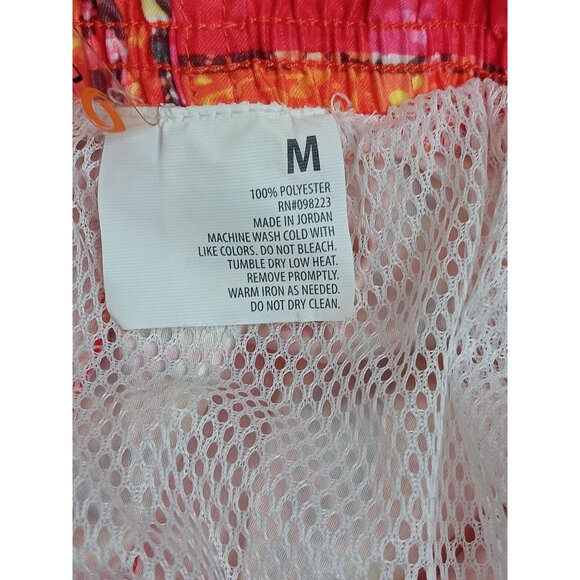 M
100% POLYESTER
RN#098223
MADE IN JORDAN
MACHINE WASH COLD WITH
LIKE COLORS. DO NOT BLEACH.
TUMBLE DRY LOW HEAT.
REMOVE PROMPTLY.
WARM IRON AS NEEDED.
DO NOT DRY CLEAN.